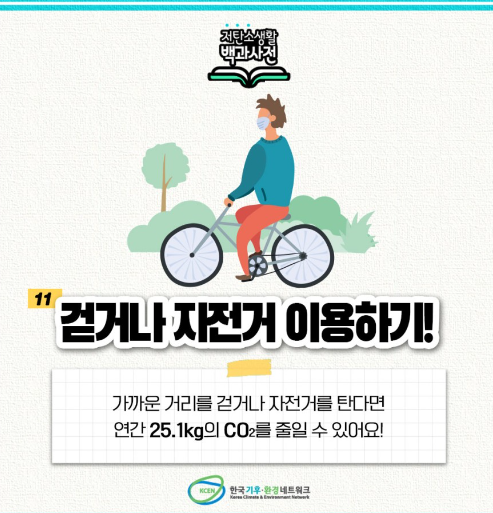 저탄소생활
백과사전
11
걷거나 자전거 이용하기!
가까운 거리를 걷거나 자전거를 탄다면
연간 25.1kg의 CO₂를 줄일 수 있어요!
KCEN
한국기후·환경네트워크
Korea Climate & Environment Network